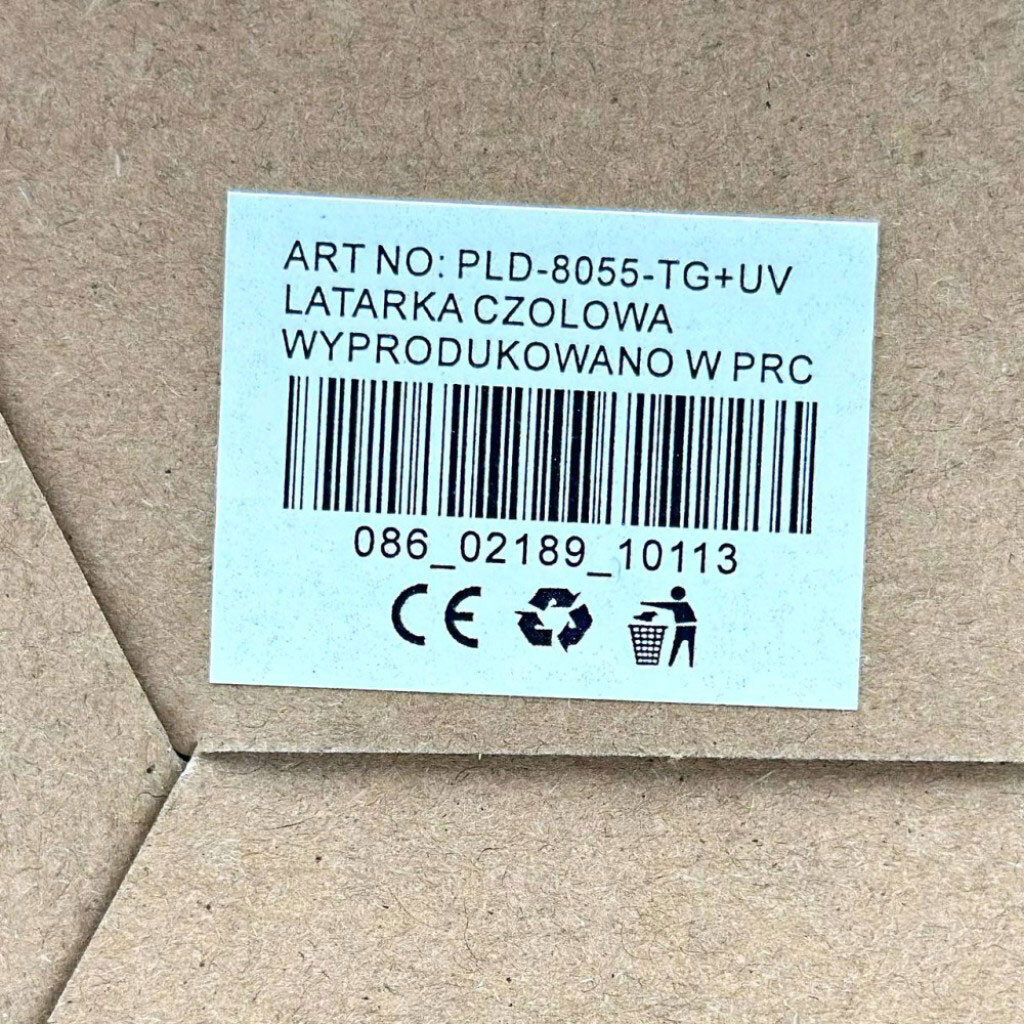 ART NO: PLD-8055-TG+UV
LATARKA CZOLOWA
WYPRODUKOWANO W PRC
086_02189_10113
CE